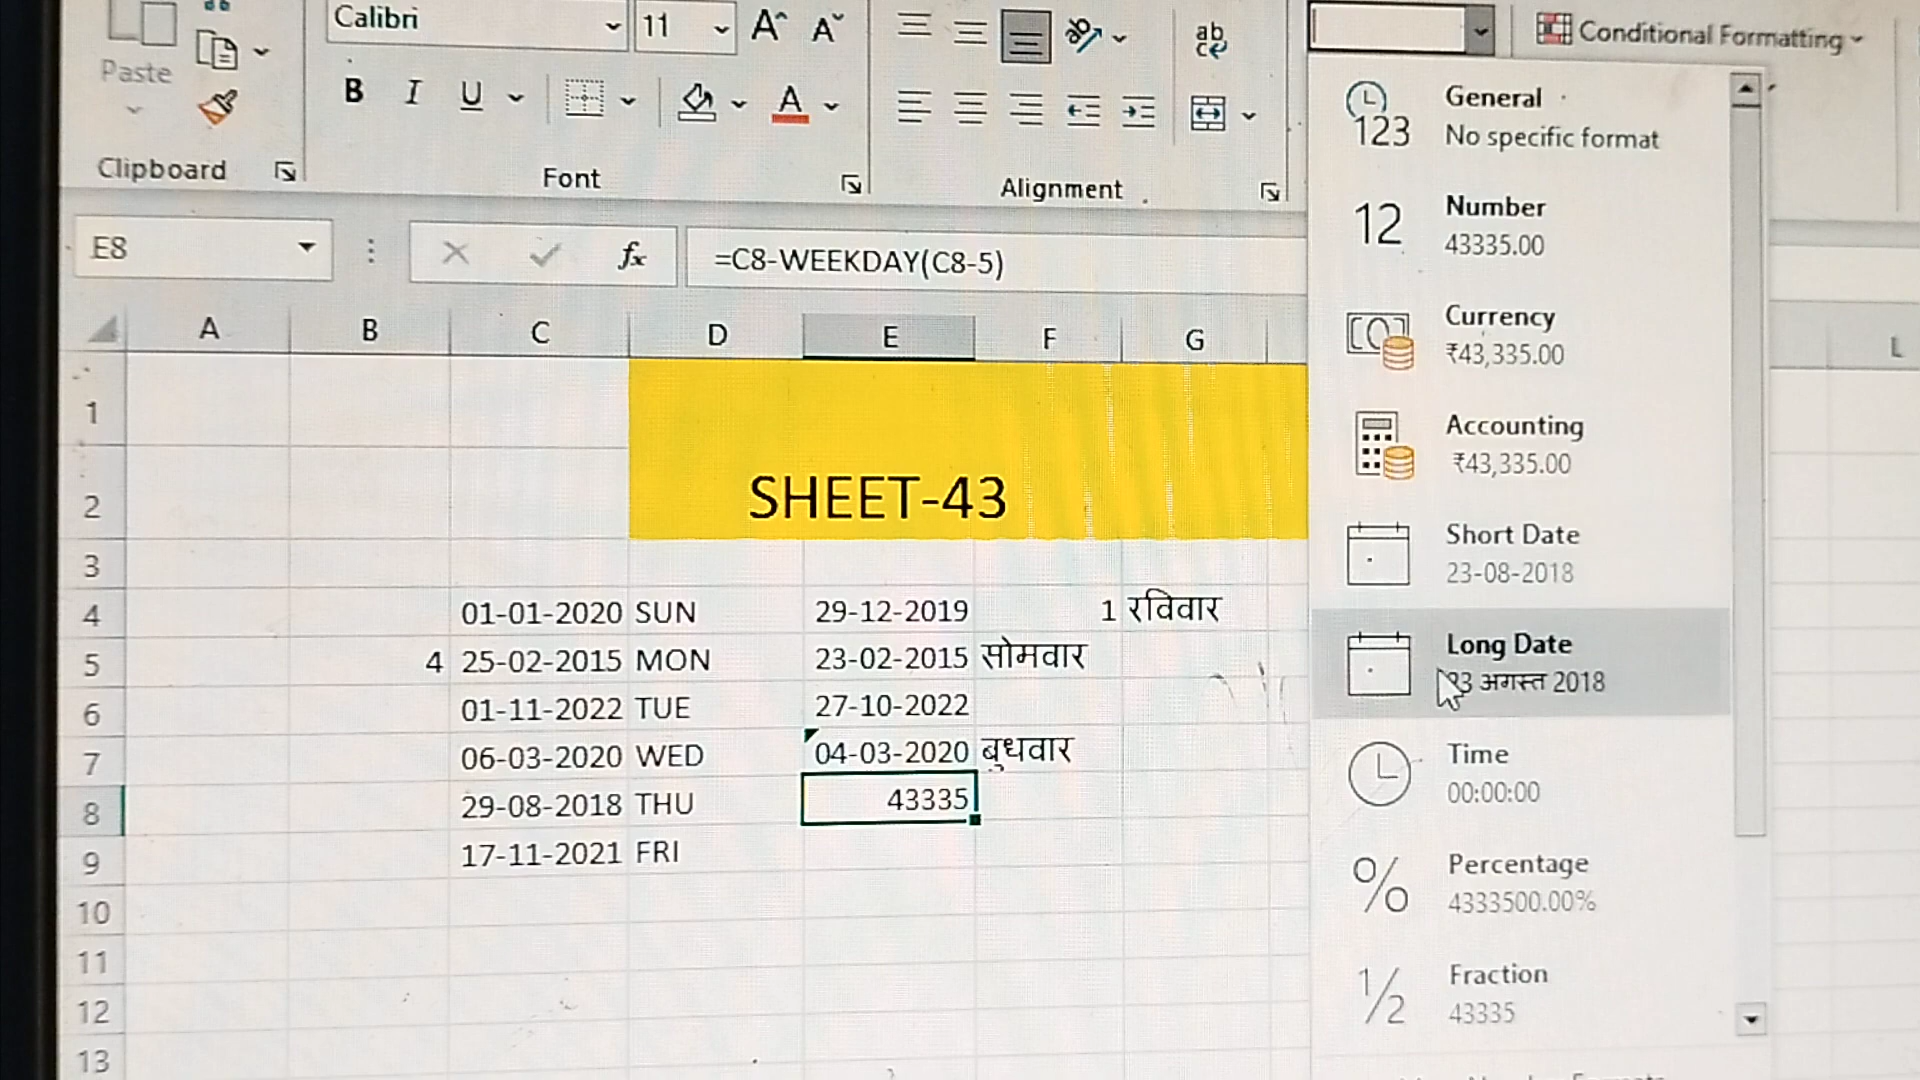 Calibri 11
Paste
Conditional Formatting
B I U A
ab
Clipboard Font Alignment
E8 fx =C8-WEEKDAY(C8-5)
A B C D E F G L
1
2 SHEET-43
3
4 01-01-2020 SUN 29-12-2019 1 रविवार
5 4 25-02-2015 MON 23-02-2015 सोमवार
6 01-11-2022 TUE 27-10-2022
7 06-03-2020 WED 04-03-2020 बुधवार
8 29-08-2018 THU 43335
9 17-11-2021 FRI
10
11
12
13
General
123 No specific format
12 Number
43335.00
Currency
₹43,335.00
Accounting
₹43,335.00
Short Date
23-08-2018
Long Date
अगस्त 2018
Time
00:00:00
% Percentage
4333500.00%
1/2 Fraction
43335